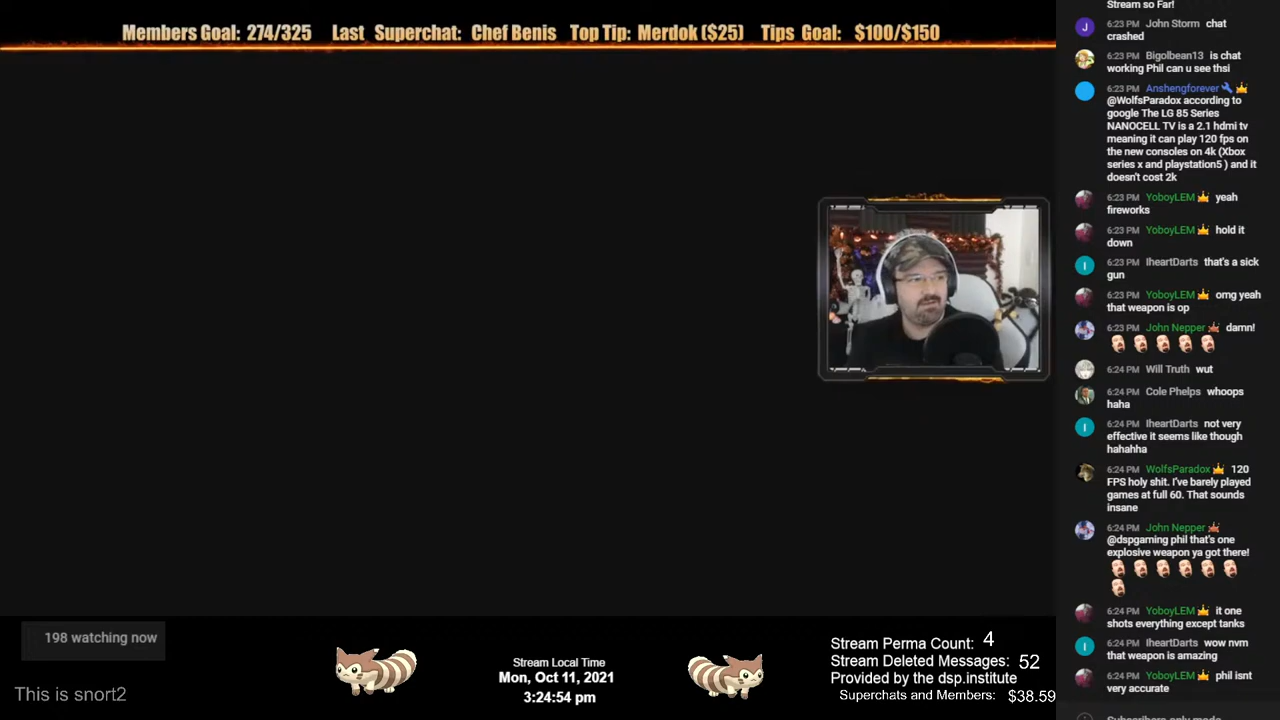 Members Goal: 274/325 Last Superchat: Chef Benis Top Tip: Merdok ($25) Tips Goal: $100/$150
Stream so Far!
6:23 PM John Storm chat
crashed
6:23 PM Bigolbean13 is chat
working Phil can u see thsi
6:23 PM Anshengforever
@WolfsParadox according to
google The LG 85 Series
NANOCELL TV is a 2.1 hdmi tv
meaning it can play 120 fps on
the new consoles on 4k (Xbox
series x and playstation5 ) and it
doesn't cost 2k
6:23 PM YoboyLEM yeah
fireworks
6:23 PM YoboyLEM hold it
down
6:23 PM IheartDarts that's a sick
gun
6:23 PM YoboyLEM omg yeah
that weapon is op
6:23 PM John Nepper damn!
6:24 PM Will Truth wut
6:24 PM Cole Phelps whoops
haha
6:24 PM IheartDarts not very
effective it seems like though
hahahha
6:24 PM WolfsParadox 120
FPS holy shit. I've barely played
games at full 60. That sounds
insane
6:24 PM John Nepper
@dspgaming phil that's one
explosive weapon ya got there!
6:24 PM YoboyLEM it one
shots everything except tanks
6:24 PM IheartDarts wow nvm
that weapon is amazing
6:24 PM YoboyLEM phil isnt
very accurate
Subscribers-only mode
198 watching now
This is snort2
Stream Local Time
Mon, Oct 11, 2021
3:24:54 pm
Stream Perma Count: 4
Stream Deleted Messages: 52
Provided by the dsp.institute
Superchats and Members: $38.59